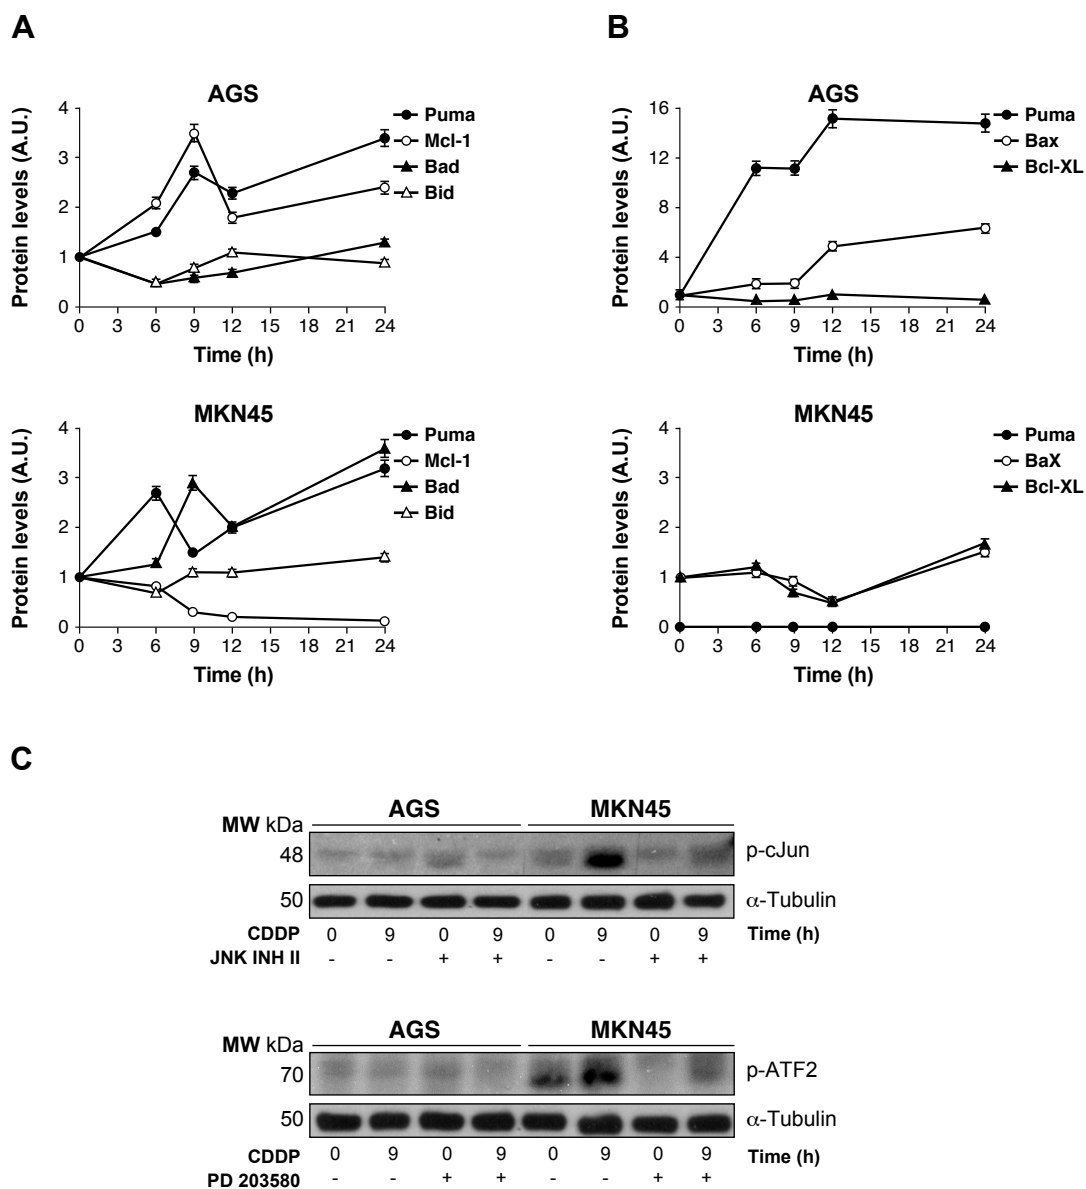 A
AGS
Protein levels (A.U.)
4
3
2
1
0
0 3 6 9 12 15 18 21 24
Time (h)
Puma
Mcl-1
Bad
Bid
MKN45
Protein levels (A.U.)
4
3
2
1
0
0 3 6 9 12 15 18 21 24
Time (h)
Puma
Mcl-1
Bad
Bid
B
AGS
Protein levels (A.U.)
16
12
8
4
0
0 3 6 9 12 15 18 21 24
Time (h)
Puma
Bax
Bcl-XL
MKN45
Protein levels (A.U.)
4
3
2
1
0
0 3 6 9 12 15 18 21 24
Time (h)
Puma
BaX
Bcl-XL
C
AGS MKN45
MW kDa
48 p-cJun
50 α-Tubulin
CDDP 0 9 0 9 0 9 0 9 Time (h)
JNK INH II - - + + - - + +
AGS MKN45
MW kDa
70 p-ATF2
50 α-Tubulin
CDDP 0 9 0 9 0 9 0 9 Time (h)
PD 203580 - - + + - - + +